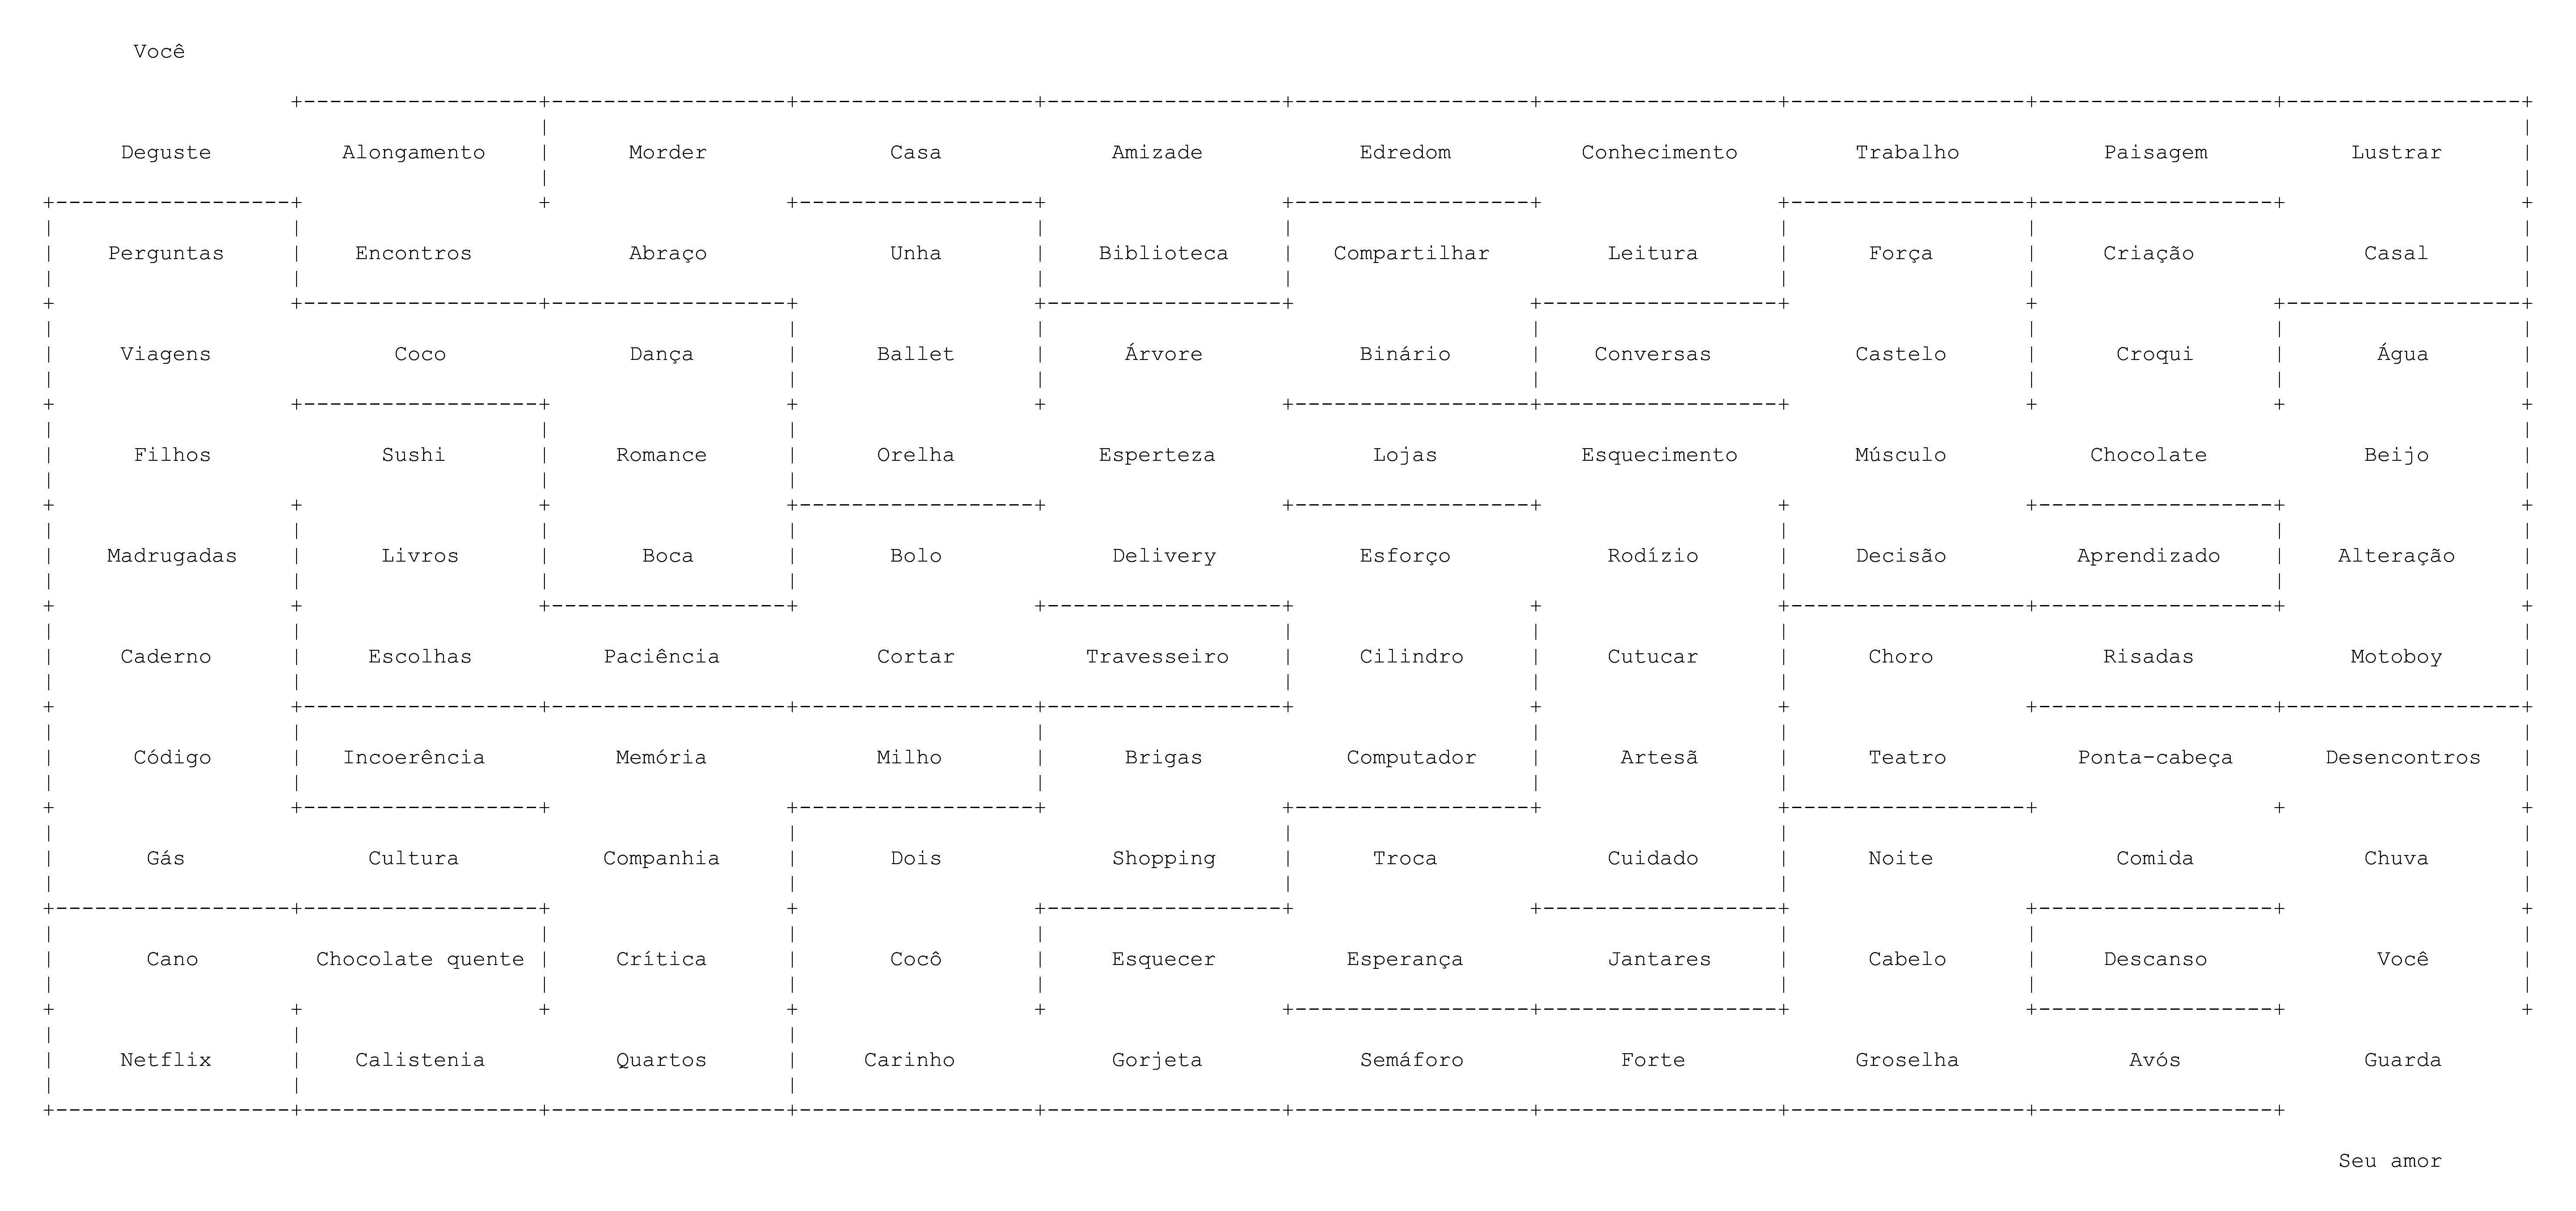 Você
Deguste Alongamento Morder Casa Amizade Edredom Conhecimento Trabalho Paisagem Lustrar
Perguntas Encontros Abraço Unha Biblioteca Compartilhar Leitura Força Criação Casal
Viagens Coco Dança Ballet Árvore Binário Conversas Castelo Croqui Água
Filhos Sushi Romance Orelha Esperteza Lojas Esquecimento Músculo Chocolate Beijo
Madrugadas Livros Boca Bolo Delivery Esforço Rodízio Decisão Aprendizado Alteração
Caderno Escolhas Paciência Cortar Travesseiro Cilindro Cutucar Choro Risadas Motoboy
Código Incoerência Memória Milho Brigas Computador Artesã Teatro Ponta-cabeça Desencontros
Gás Cultura Companhia Dois Shopping Troca Cuidado Noite Comida Chuva
Cano Chocolate quente Crítica Cocô Esquecer Esperança Jantares Cabelo Descanso Você
Netflix Calistenia Quartos Carinho Gorjeta Semáforo Forte Groselha Avós Guarda
Seu amor